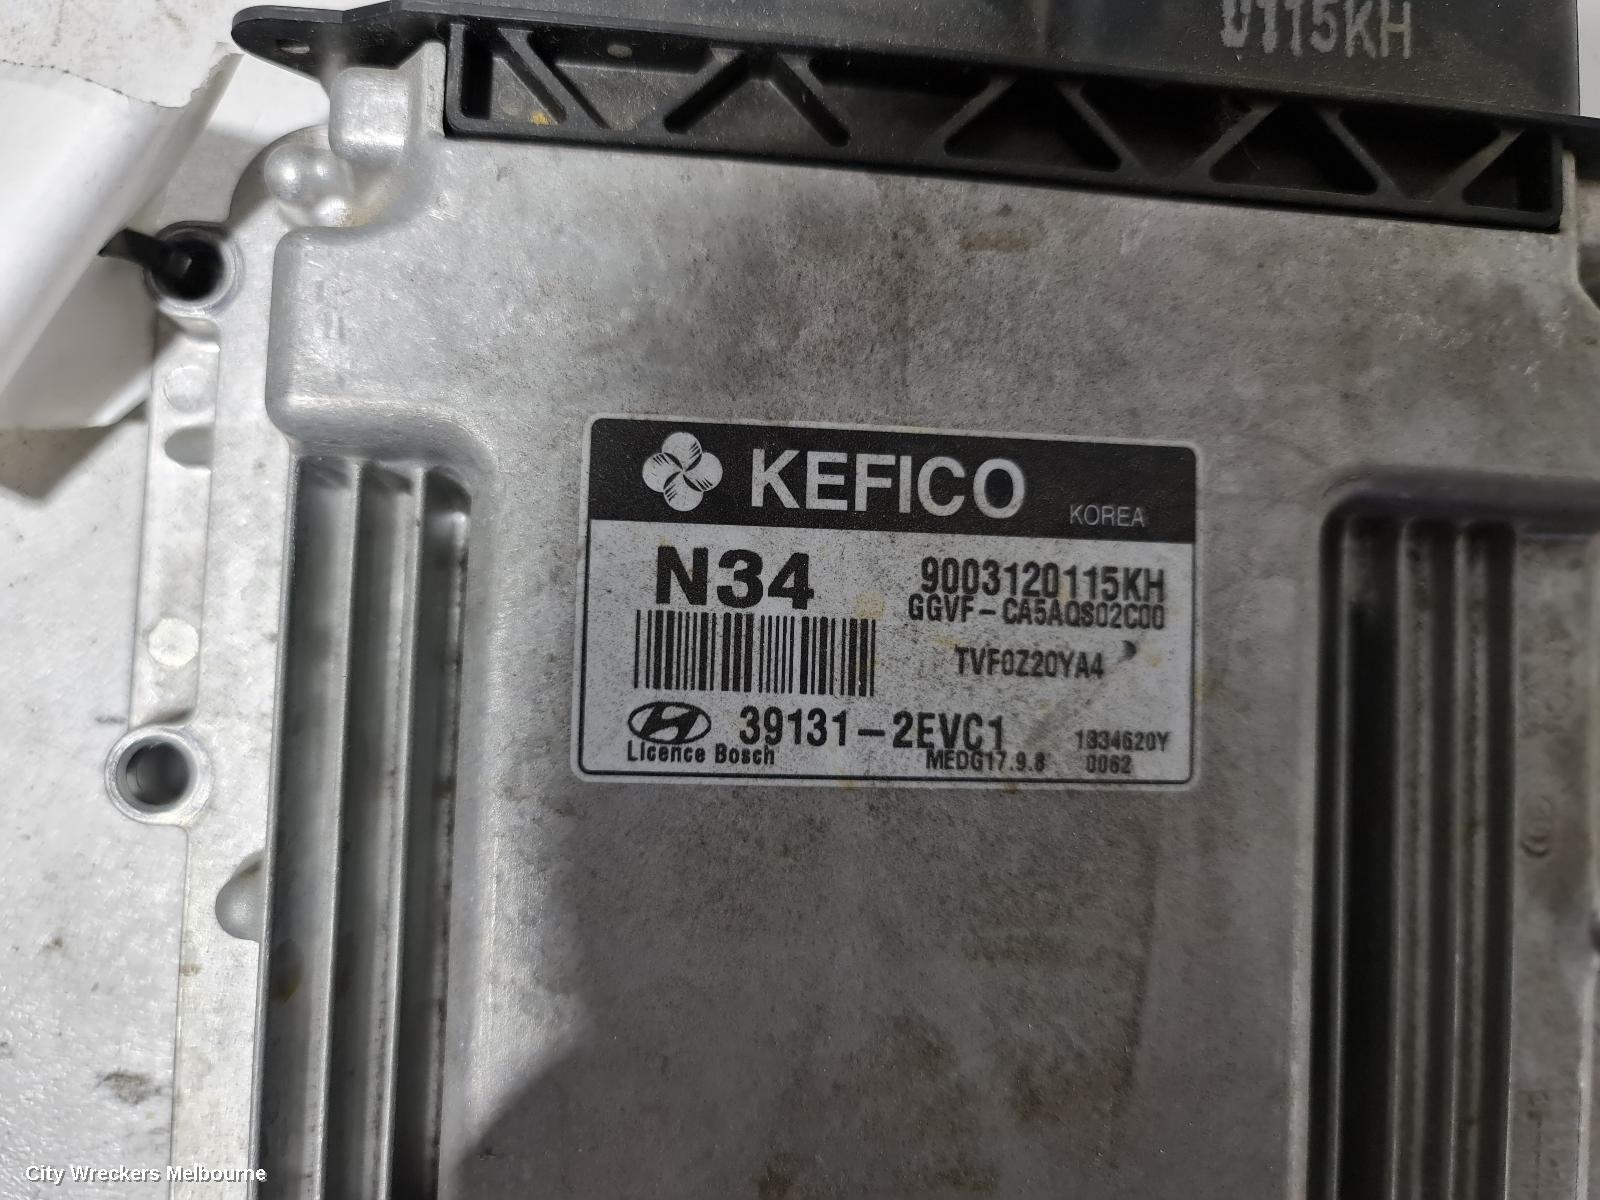 0115KH
KEFICO KOREA
N34 9003120115KH
GGVF-CA5AQS02C00
TVF0Z20YA4
39131-2EVC1 1834620Y
Licence Bosch MEDG17.9.8 0062
City Wreckers Melbourne